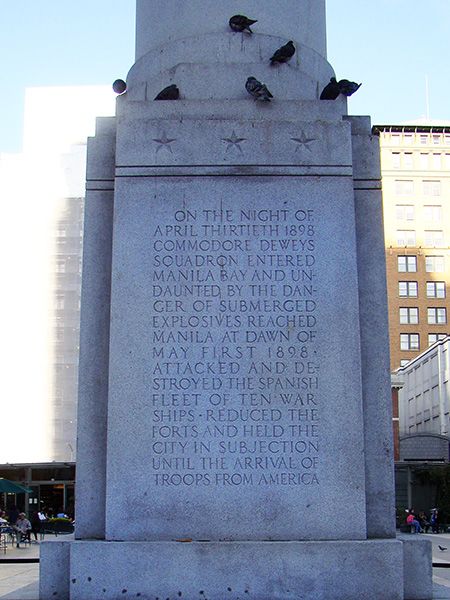 ON THE NIGHT OF
APRIL THIRTIETH 1898
COMMODORE DEWEYS
SQUADRON ENTERED
MANILA BAY AND UN-
DAUNTED BY THE DAN-
GER OF SUBMERGED
EXPLOSIVES REACHED
MANILA AT DAWN OF
MAY FIRST 1898 ·
ATTACKED AND DE-
STROYED THE SPANISH
FLEET OF TEN WAR
SHIPS · REDUCED THE
FORTS AND HELD THE
CITY IN SUBJECTION
UNTIL THE ARRIVAL OF
TROOPS FROM AMERICA